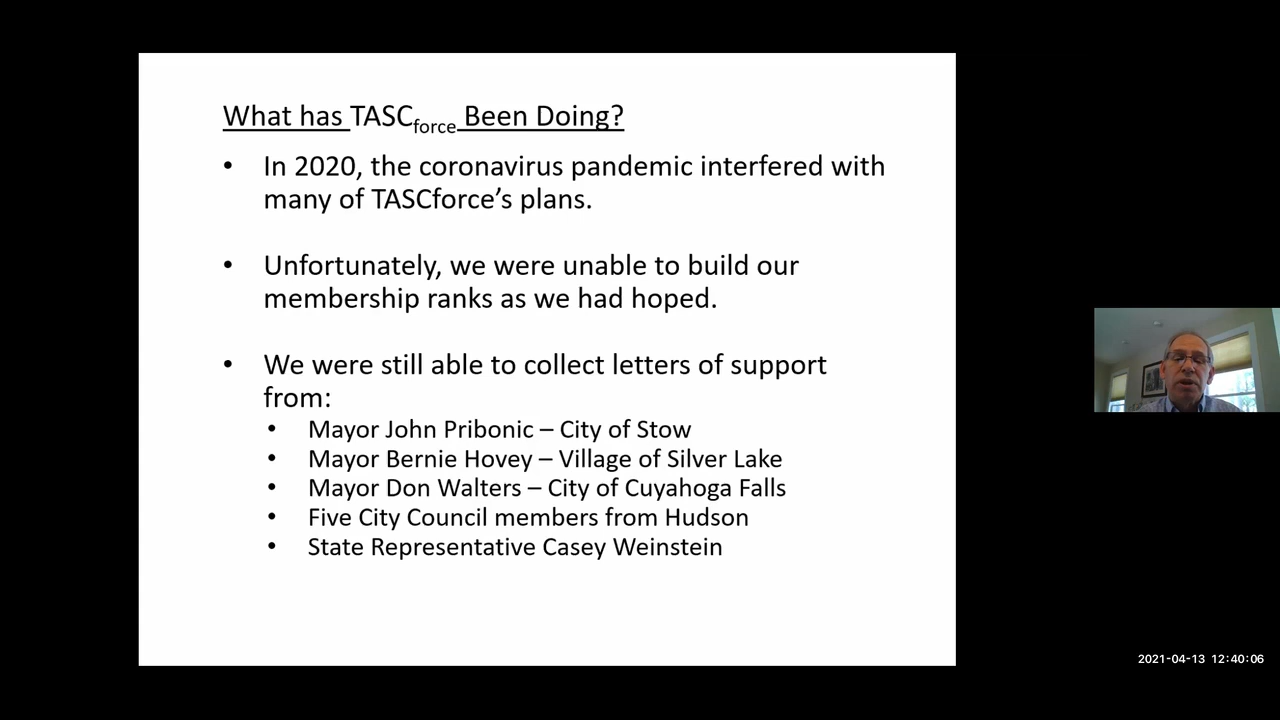 What has TASCforce Been Doing?
• In 2020, the coronavirus pandemic interfered with
many of TASCforce’s plans.
• Unfortunately, we were unable to build our
membership ranks as we had hoped.
• We were still able to collect letters of support
from:
• Mayor John Pribonic – City of Stow
• Mayor Bernie Hovey – Village of Silver Lake
• Mayor Don Walters – City of Cuyahoga Falls
• Five City Council members from Hudson
• State Representative Casey Weinstein
2021-04-13 12:40:06